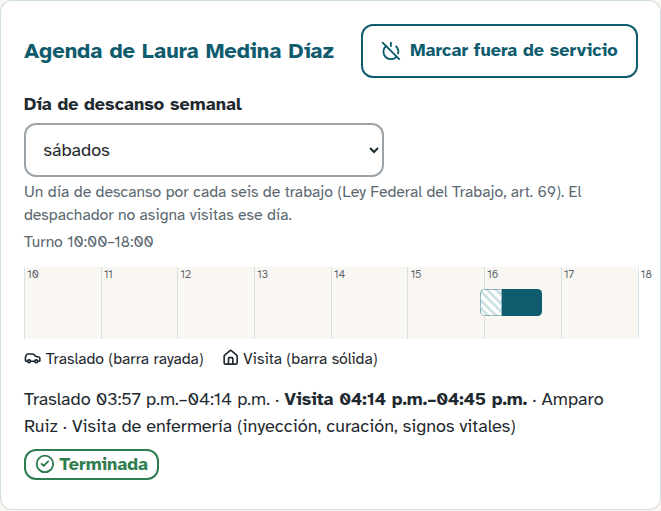 Agenda de Laura Medina Díaz
Marcar fuera de servicio
Día de descanso semanal
sábados
Un día de descanso por cada seis de trabajo (Ley Federal del Trabajo, art. 69). El
despachador no asigna visitas ese día.
Turno 10:00–18:00
10 11 12 13 14 15 16 17 18
Traslado (barra rayada) Visita (barra sólida)
Traslado 03:57 p.m.–04:14 p.m. · Visita 04:14 p.m.–04:45 p.m. · Amparo
Ruiz · Visita de enfermería (inyección, curación, signos vitales)
Terminada